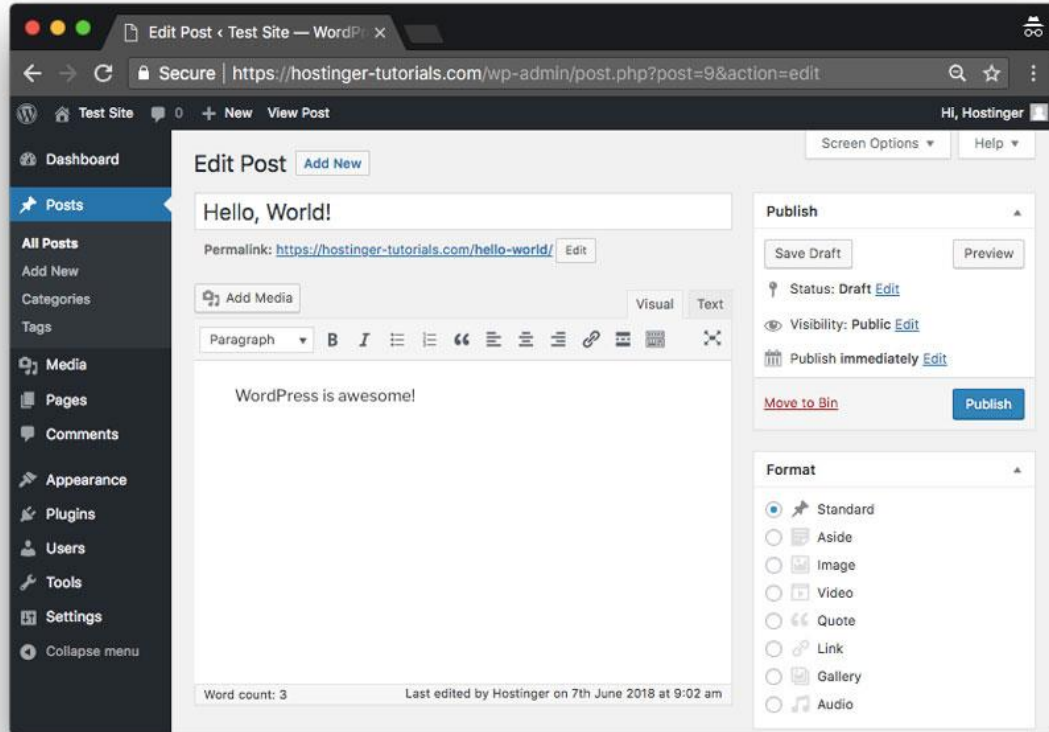 Edit Post ‹ Test Site — WordPr
Secure | https://hostinger-tutorials.com/wp-admin/post.php?post=9&action=edit
Test Site 0 New View Post Hi, Hostinger
Screen Options Help
Dashboard
Posts
All Posts
Add New
Categories
Tags
Media
Pages
Comments
Appearance
Plugins
Users
Tools
Settings
Collapse menu
Edit Post Add New
Hello, World!
Permalink: https://hostinger-tutorials.com/hello-world/ Edit
Add Media
Visual Text
Paragraph B I
WordPress is awesome!
Word count: 3 Last edited by Hostinger on 7th June 2018 at 9:02 am
Publish
Save Draft Preview
Status: Draft Edit
Visibility: Public Edit
Publish immediately Edit
Move to Bin Publish
Format
Standard
Aside
Image
Video
Quote
Link
Gallery
Audio